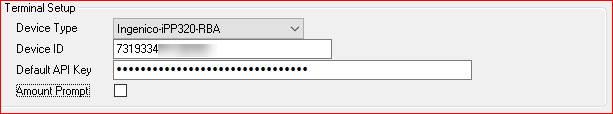 Terminal Setup
Device Type Ingenico-iPP320-RBA
Device ID 7319334
Default API Key ••••••••••••••••••••••••••••••••
Amount Prompt